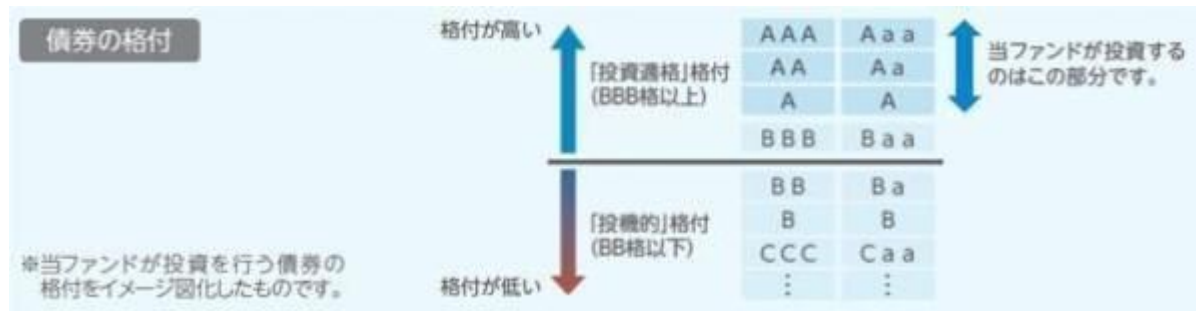 債券の格付
格付が高い
「投資適格」格付
(BBB格以上)
AAA Aaa
AA Aa
A A
BBB Baa
当ファンドが投資する
のはこの部分です。
「投機的」格付
(BB格以下)
BB Ba
B B
CCC Caa
⋮ ⋮
格付が低い
※当ファンドが投資を行う債券の
格付をイメージ図化したものです。